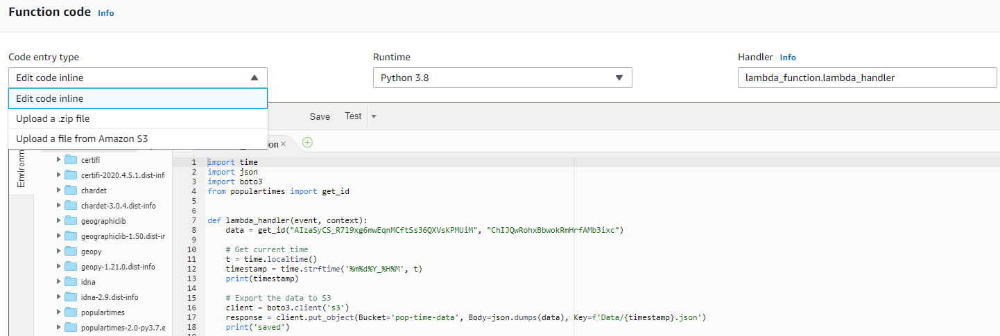 Function code Info
Code entry type
Edit code inline
Edit code inline
Upload a .zip file
Upload a file from Amazon S3
Runtime
Python 3.8
Handler Info
lambda_function.lambda_handler
Save Test
Environm
certifi
certifi-2020.4.5.1.dist-inf
chardet
chardet-3.0.4.dist-info
geographiclib
geographiclib-1.50.dist-ir
geopy
geopy-1.21.0.dist-info
idna
idna-2.9.dist-info
populartimes
populartimes-2.0-py3.7.e
1 import time
2 import json
3 import boto3
4 from populartimes import get_id
5
6
7 def lambda_handler(event, context):
8 data = get_id("AIzaSyCS_R7l9xg6mwEqnMCftSs36QXVsKPMUiM", "ChIJQwRohxBbwokRmHrfAMb3ixc")
9
10 # Get current time
11 t = time.localtime()
12 timestamp = time.strftime('%m%d%Y_%H%M', t)
13 print(timestamp)
14
15 # Export the data to S3
16 client = boto3.client('s3')
17 response = client.put_object(Bucket='pop-time-data', Body=json.dumps(data), Key=f'Data/{timestamp}.json')
18 print('saved')